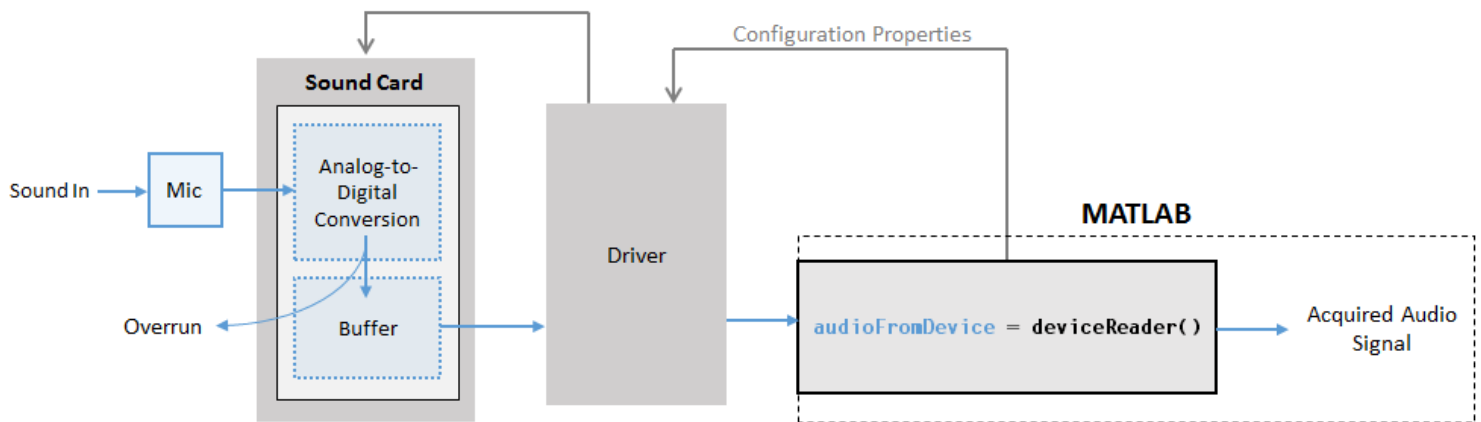 Configuration Properties
Sound Card
Sound In
Mic
Analog-to-
Digital
Conversion
Overrun
Buffer
Driver
MATLAB
audioFromDevice = deviceReader()
Acquired Audio
Signal